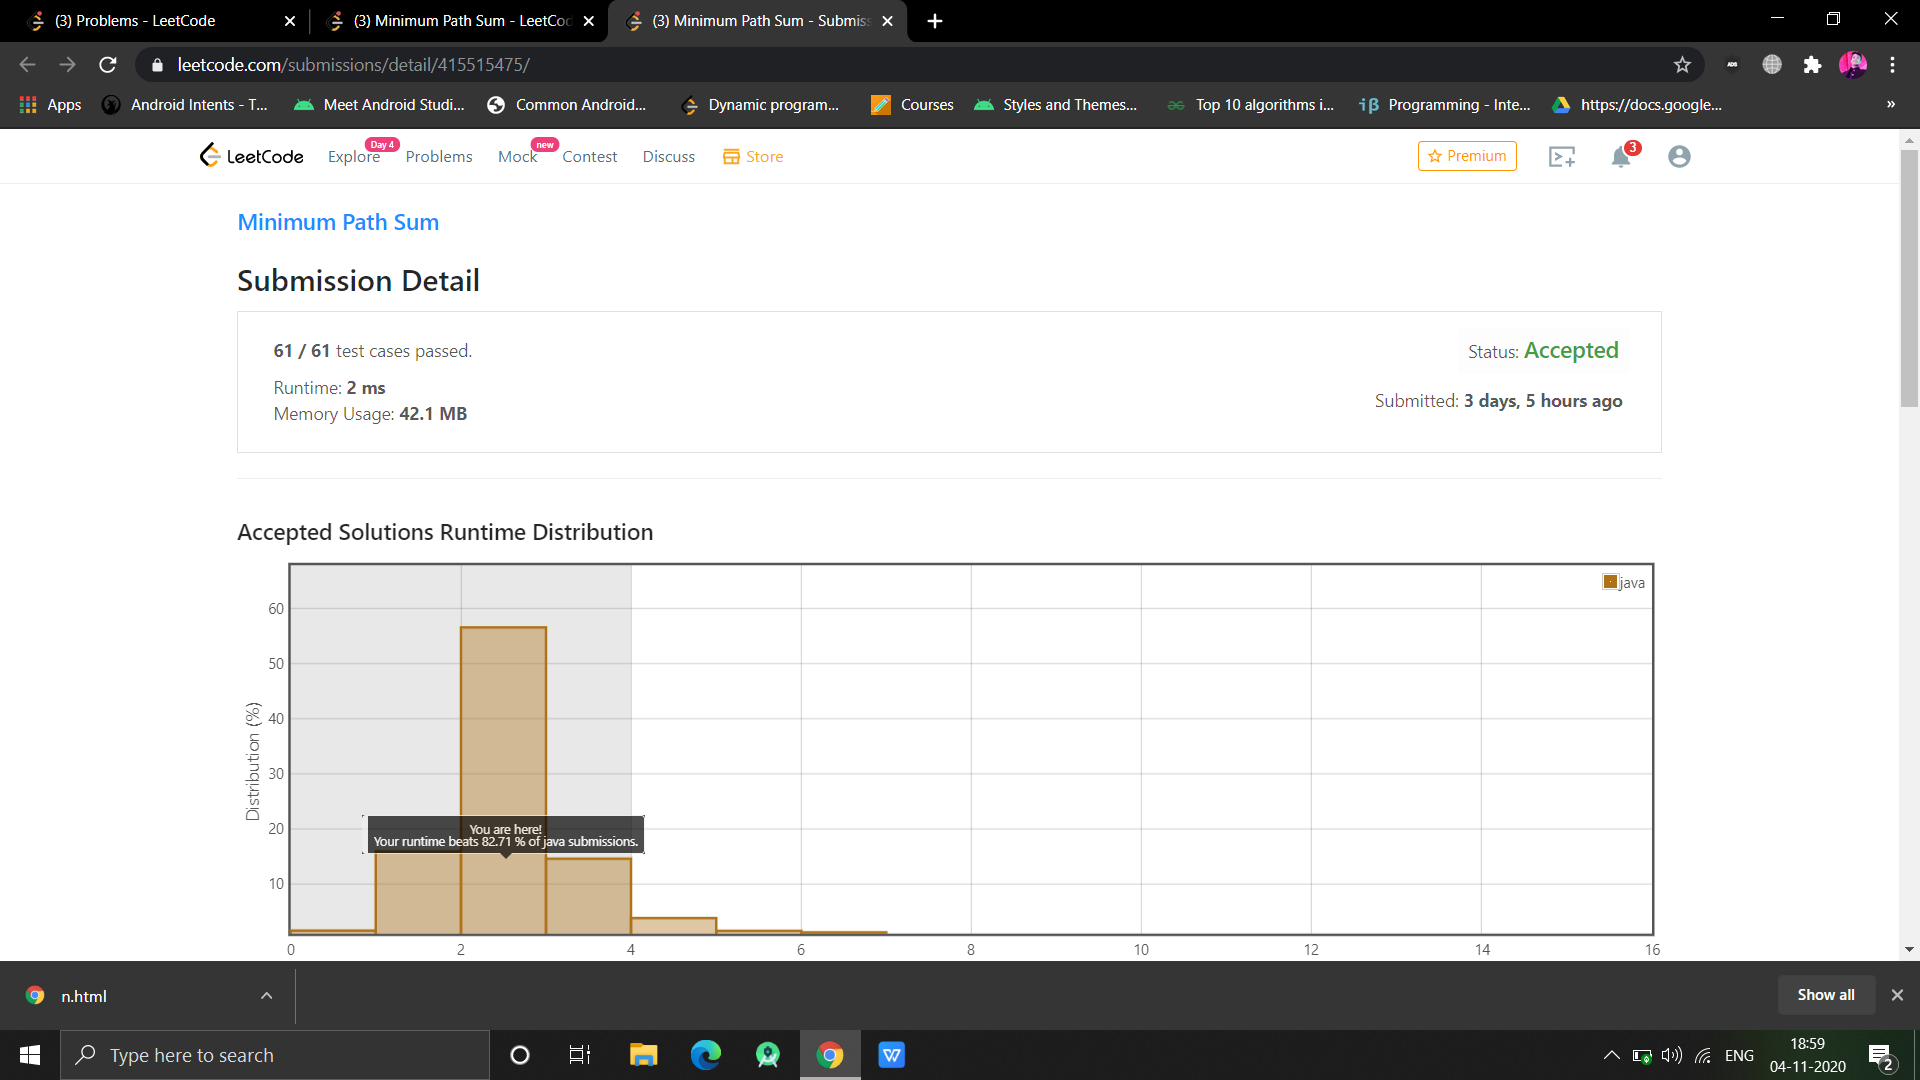 (3) Problems - LeetCode
(3) Minimum Path Sum - LeetCo
(3) Minimum Path Sum - Submis
leetcode.com/submissions/detail/415515475/
Apps
Android Intents - T...
Meet Android Studi...
Common Android...
Dynamic program...
Courses
Styles and Themes...
Top 10 algorithms i...
Programming - Inte...
https://docs.google...
»
LeetCode
Explore
Day 4
Problems
Mock
new
Contest
Discuss
Store
Premium
3
Minimum Path Sum
Submission Detail
61 / 61 test cases passed.
Status: Accepted
Runtime: 2 ms
Memory Usage: 42.1 MB
Submitted: 3 days, 5 hours ago
Accepted Solutions Runtime Distribution
java
Distribution (%)
60
50
40
30
20
10
You are here!
Your runtime beats 82.71 % of java submissions.
0 2 4 6 8 10 12 14 16
n.html
Show all
Type here to search
ENG
18:59
04-11-2020
2